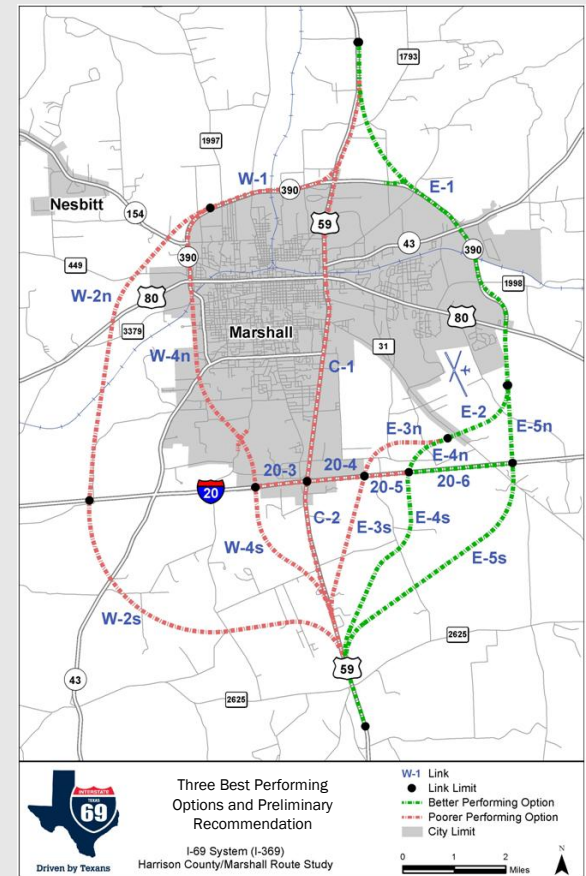 1793
1997
W-1
390
E-1
Nesbitt
59
154
43
390
390
449
1998
W-2n
80
80
3379
Marshall
31
W-4n
C-1
E-2
E-3n
E-5n
E-4n
20-3
20-4
20-6
20-5
20
C-2
E-3s
E-4s
W-4s
E-5s
W-2s
2625
59
43
2625
INTERSTATE
TEXAS
69
Driven by Texans
Three Best Performing
Options and Preliminary
Recommendation
I-69 System (I-369)
Harrison County/Marshall Route Study
W-1 Link
Link Limit
Better Performing Option
Poorer Performing Option
City Limit
0 1 2
Miles
N